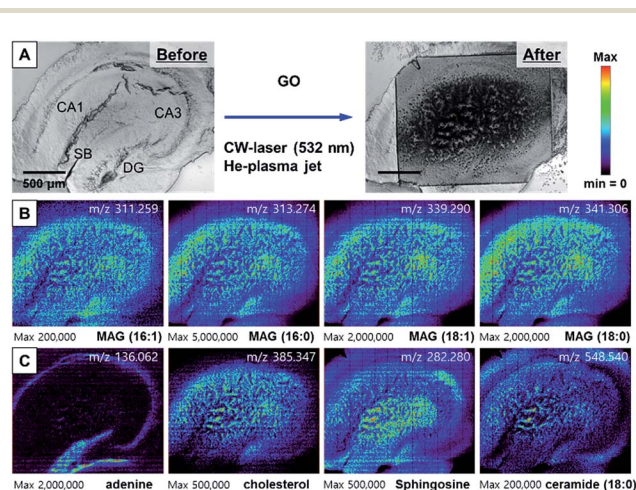 A
Before
GO
After
Max
CA1
CA3
CW-laser (532 nm)
He-plasma jet
SB
DG
500 µm
min = 0
B
m/z 311.259
m/z 313.274
m/z 339.290
m/z 341.306
Max 200,000 MAG (16:1)
Max 5,000,000 MAG (16:0)
Max 2,000,000 MAG (18:1)
Max 2,000,000 MAG (18:0)
C
m/z 136.062
m/z 385.347
m/z 282.280
m/z 548.540
Max 2,000,000 adenine
Max 500,000 cholesterol
Max 500,000 Sphingosine
Max 200,000 ceramide (18:0)